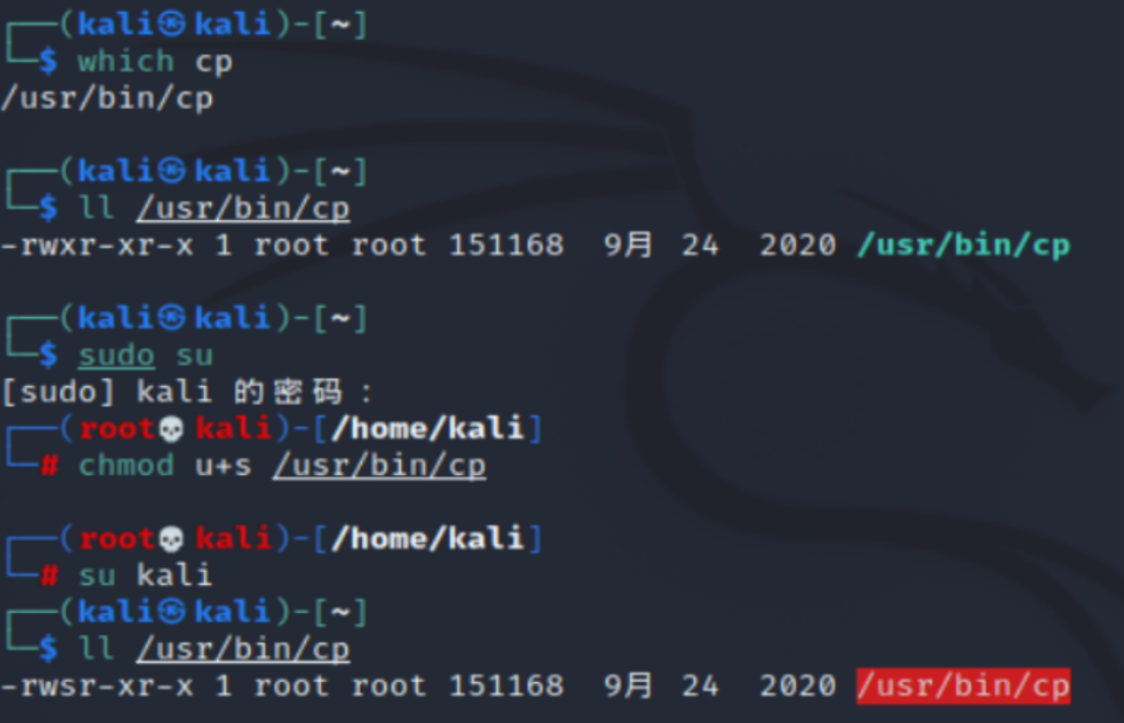 ┌──(kali㉿kali)-[~]
└─$ which cp
/usr/bin/cp
┌──(kali㉿kali)-[~]
└─$ ll /usr/bin/cp
-rwxr-xr-x 1 root root 151168  9月 24  2020 /usr/bin/cp
┌──(kali㉿kali)-[~]
└─$ sudo su
[sudo] kali 的密码：
┌──(root💀kali)-[/home/kali]
└─# chmod u+s /usr/bin/cp
┌──(root💀kali)-[/home/kali]
└─# su kali
┌──(kali㉿kali)-[~]
└─$ ll /usr/bin/cp
-rwsr-xr-x 1 root root 151168  9月 24  2020 /usr/bin/cp